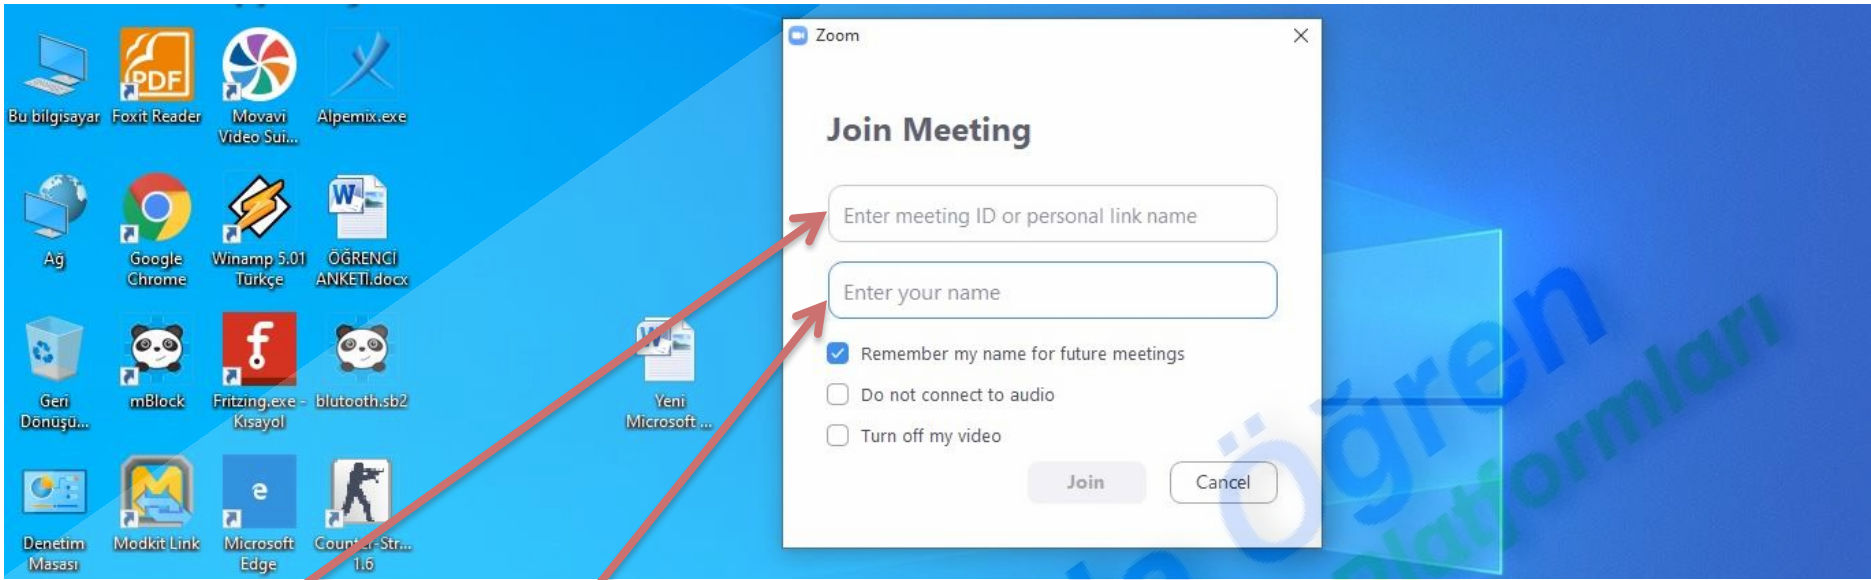 Bu bilgisayar
Foxit Reader
Movavi
Video Sui...
Alpemix.exe
Ağ
Google
Chrome
Winamp 5.01
Türkçe
ÖĞRENCİ
ANKETİ.docx
Geri
Dönüşü...
mBlock
Fritzing.exe -
Kısayol
blutooth.sb2
Yeni
Microsoft ...
Denetim
Masası
Modkit Link
Microsoft
Edge
Counter-Str...
1.6
PDF
Zoom
Join Meeting
Enter meeting ID or personal link name
Enter your name
Remember my name for future meetings
Do not connect to audio
Turn off my video
Join
Cancel
Öğren
Platformları